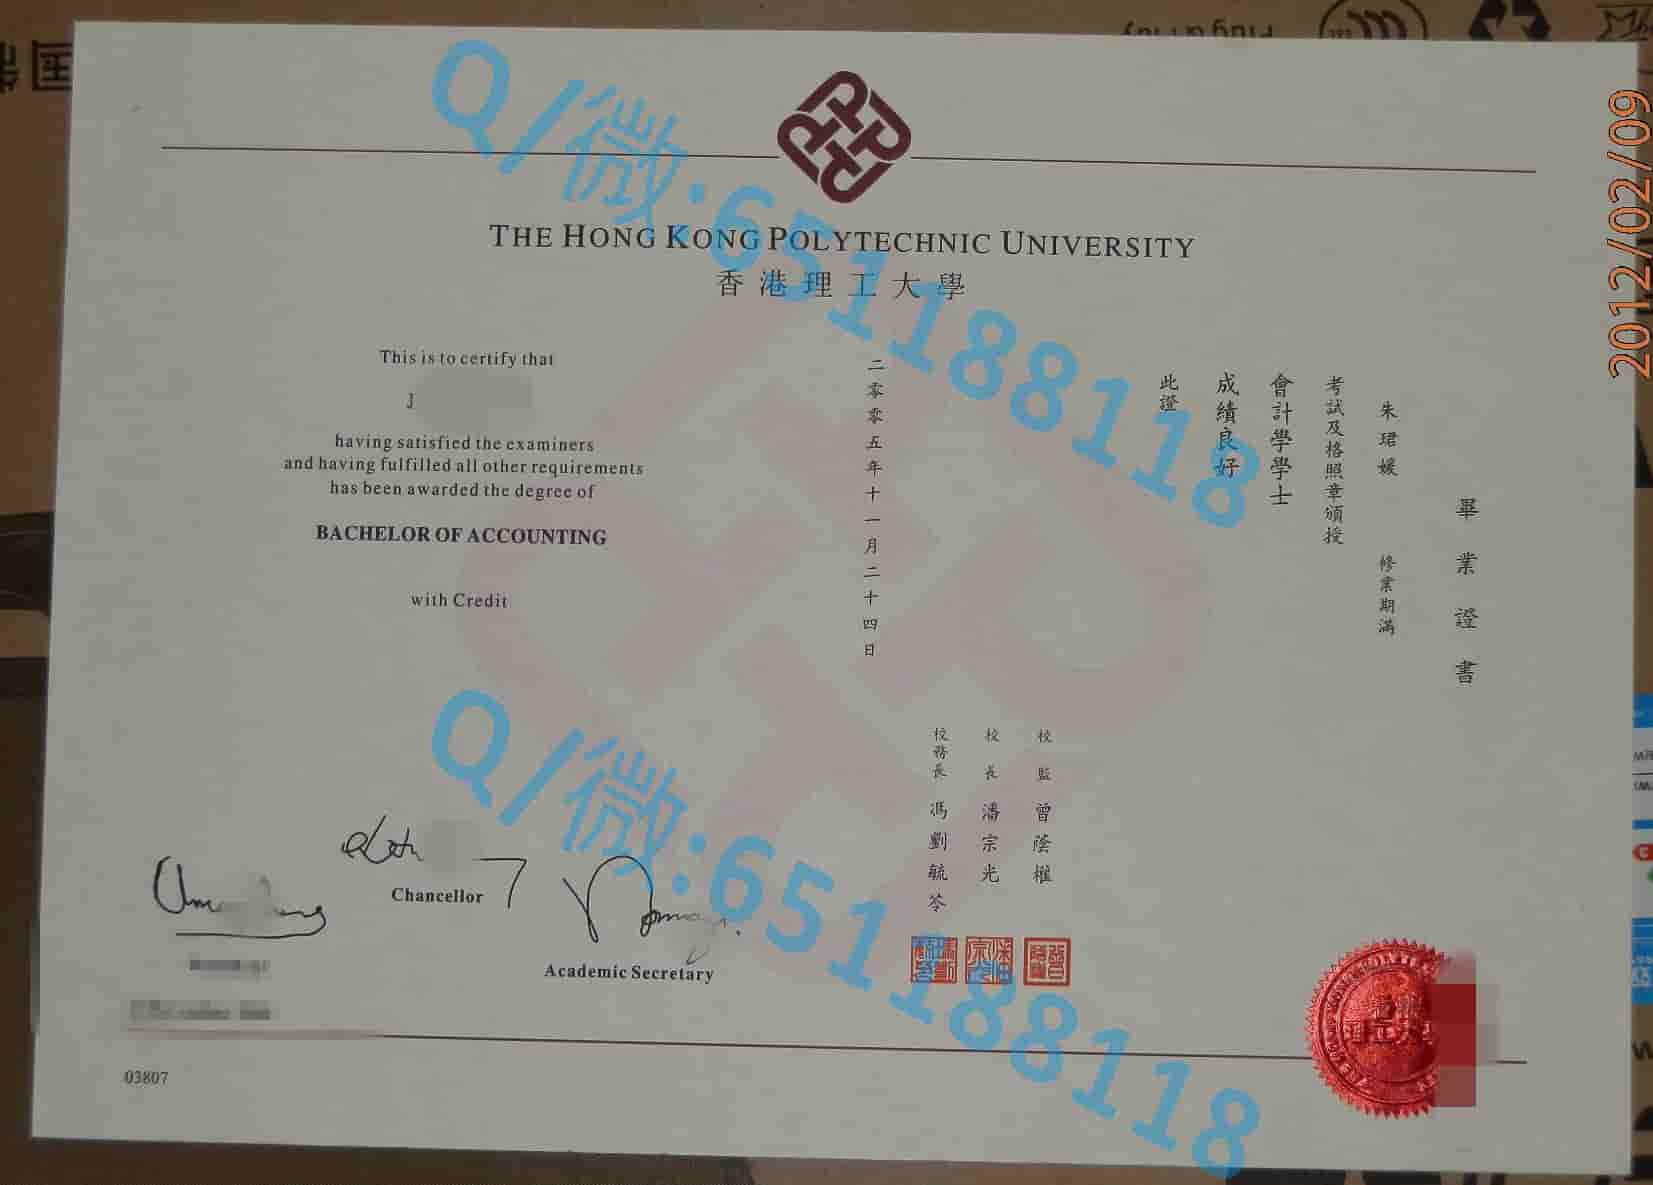 Q/微:651188118
2012/02/09
THE HONG KONG POLYTECHNIC UNIVERSITY
香港理工大學
This is to certify that
J
having satisfied the examiners
and having fulfilled all other requirements
has been awarded the degree of
BACHELOR OF ACCOUNTING
with Credit
畢業證書
朱珺媛 修業期滿
考試及格照章頒授
會計學學士
成績良好
此證
二零零五年十一月二十四日
校監 曾蔭權
校長 潘宗光
校務長 馮劉毓苓
Chancellor
Academic Secretary
Q/微:651188118
03807